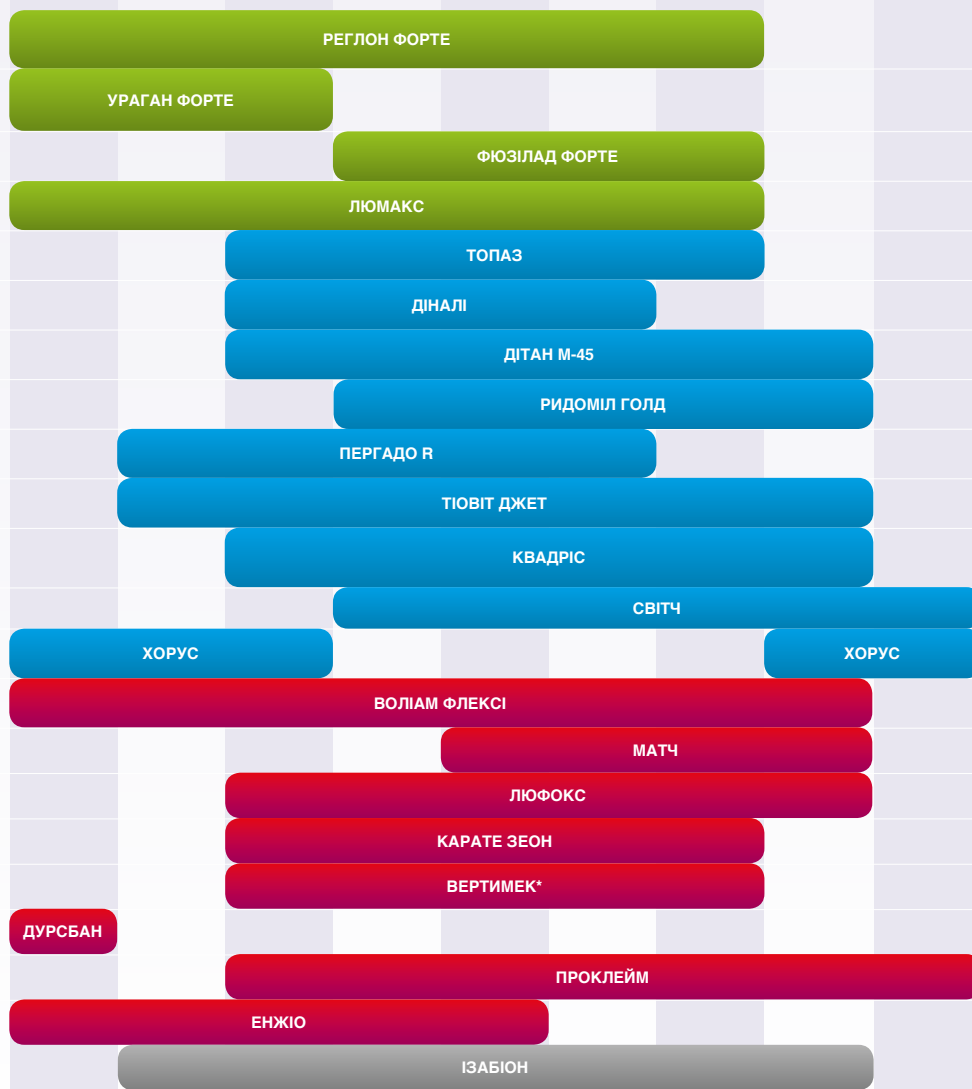 РЕГЛОН ФОРТЕ
УРАГАН ФОРТЕ
ФЮЗІЛАД ФОРТЕ
ЛЮМАКС
ТОПАЗ
ДІНАЛІ
ДІТАН М-45
РИДОМІЛ ГОЛД
ПЕРГАДО R
ТІОВІТ ДЖЕТ
КВАДРІС
СВІТЧ
ХОРУС ХОРУС
ВОЛІАМ ФЛЕКСІ
МАТЧ
ЛЮФОКС
КАРАТЕ ЗЕОН
ВЕРТИМЕК*
ДУРСБАН
ПРОКЛЕЙМ
ЕНЖІО
ІЗАБІОН